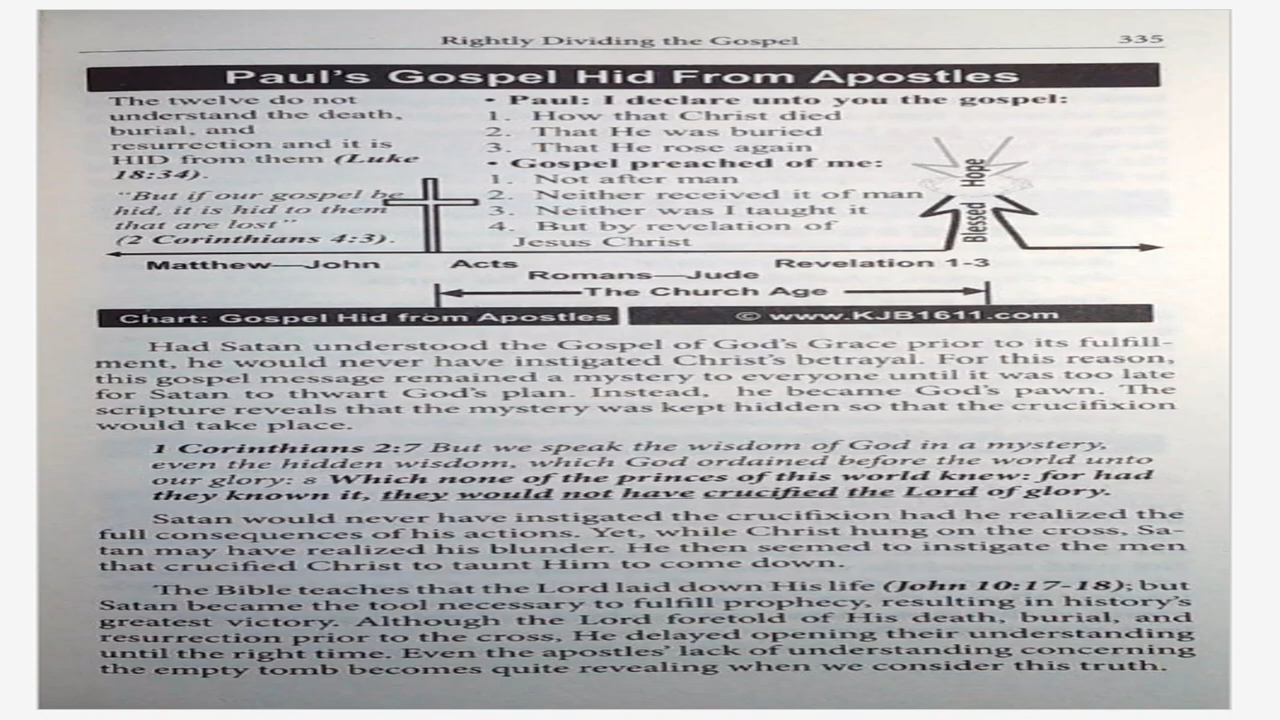 Rightly Dividing the Gospel 335
Paul's Gospel Hid From Apostles
The twelve do not
understand the death,
burial, and
resurrection and it is
HID from them (Luke
18:34).
"But if our gospel be
hid, it is hid to them
that are lost"
(2 Corinthians 4:3).
• Paul: I declare unto you the gospel:
1. How that Christ died
2. That He was buried
3. That He rose again
• Gospel preached of me:
1. Not after man
2. Neither received it of man
3. Neither was I taught it
4. But by revelation of
Jesus Christ
Blessed Hope
Matthew—John Acts Revelation 1-3
Romans—Jude
The Church Age
Chart: Gospel Hid from Apostles © www.KJB1611.com
Had Satan understood the Gospel of God's Grace prior to its fulfill-
ment, he would never have instigated Christ's betrayal. For this reason,
this gospel message remained a mystery to everyone until it was too late
for Satan to thwart God's plan. Instead, he became God's pawn. The
scripture reveals that the mystery was kept hidden so that the crucifixion
would take place.
1 Corinthians 2:7 But we speak the wisdom of God in a mystery,
even the hidden wisdom, which God ordained before the world unto
our glory: 8 Which none of the princes of this world knew: for had
they known it, they would not have crucified the Lord of glory.
Satan would never have instigated the crucifixion had he realized the
full consequences of his actions. Yet, while Christ hung on the cross, Sa-
tan may have realized his blunder. He then seemed to instigate the men
that crucified Christ to taunt Him to come down.
The Bible teaches that the Lord laid down His life (John 10:17-18); but
Satan became the tool necessary to fulfill prophecy, resulting in history's
greatest victory. Although the Lord foretold of His death, burial, and
resurrection prior to the cross, He delayed opening their understanding
until the right time. Even the apostles' lack of understanding concerning
the empty tomb becomes quite revealing when we consider this truth.